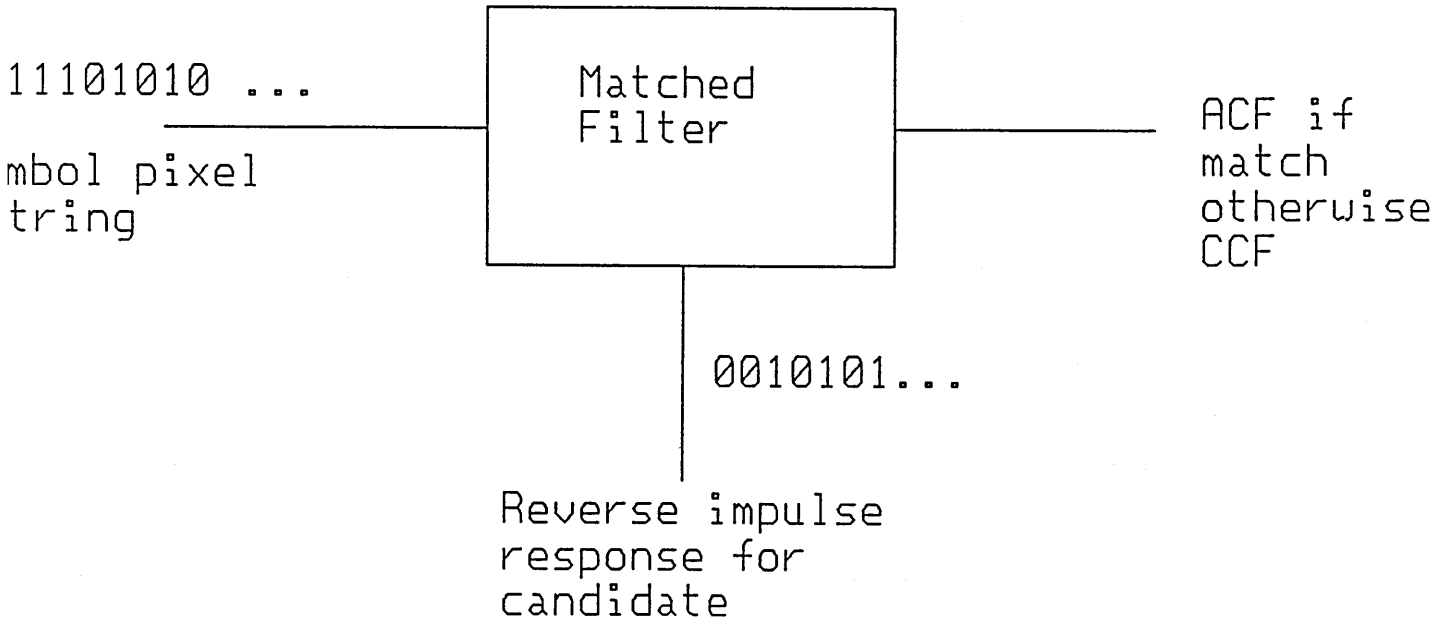 11101010 ...
mbol pixel
tring
Matched
Filter
ACF if
match
otherwise
CCF
0010101...
Reverse impulse
response for
candidate